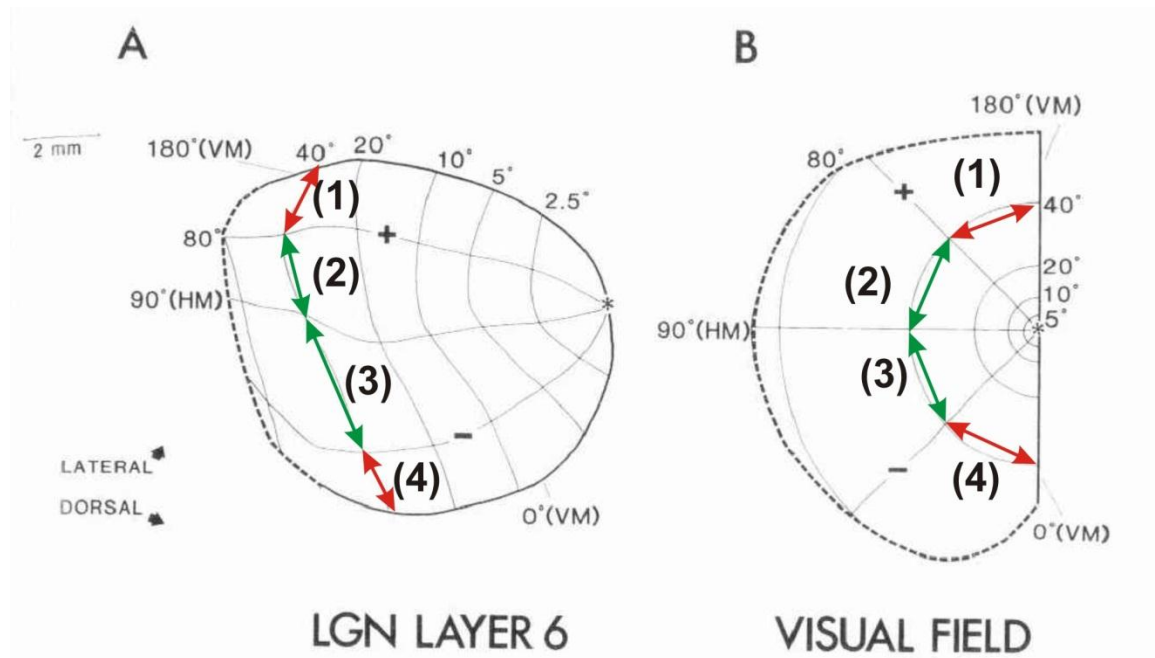 A
B
2 mm
180°(VM)
40°
20°
10°
5°
2.5°
(1)
+
80°
(2)
90°(HM)
*
(3)
−
(4)
0°(VM)
LATERAL
DORSAL
180°(VM)
80°
+
(1)
40°
(2)
20°
10°
5°
*
90°(HM)
(3)
−
(4)
0°(VM)
LGN LAYER 6
VISUAL FIELD